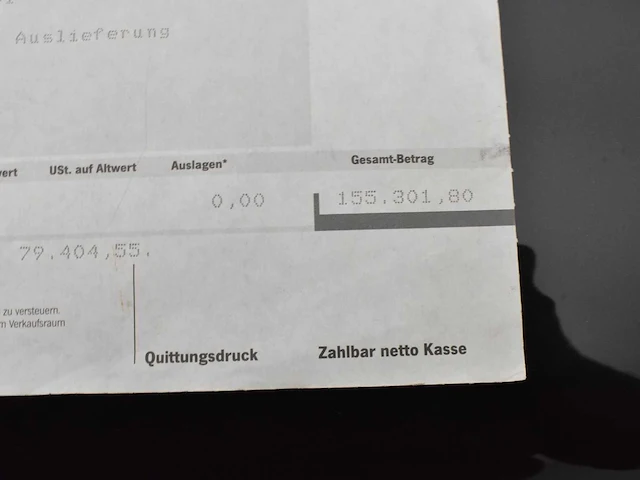 Auslieferung
ert USt. auf Altwert Auslagen* Gesamt-Betrag
0,00 155.301,80
79.404,55.
zu versteuern.
m Verkaufsraum
Quittungsdruck Zahlbar netto Kasse